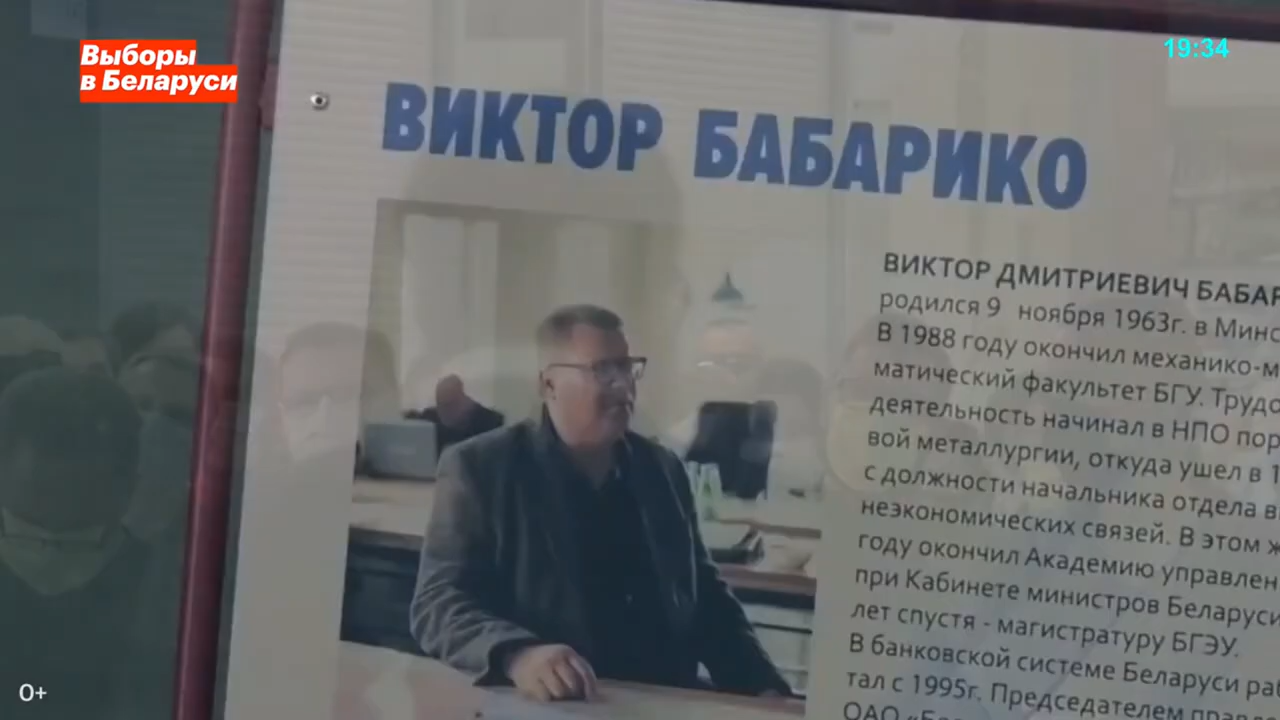 Выборы
в Беларуси
19:34
ВИКТОР БАБАРИКО
ВИКТОР ДМИТРИЕВИЧ
родился 9 ноября 1963г. в
В 1988 году окончил
матический факультет БГУ.
деятельность начинал в НПО
вой металлургии, откуда ушел в
с должности начальника отдела
неэкономических связей. В этом
году окончил Академию
при Кабинете министров Беларуси
лет спустя - магистратуру БГЭУ.
В банковской системе Беларуси
тал с 1995г. Председателем
ОАО
0+